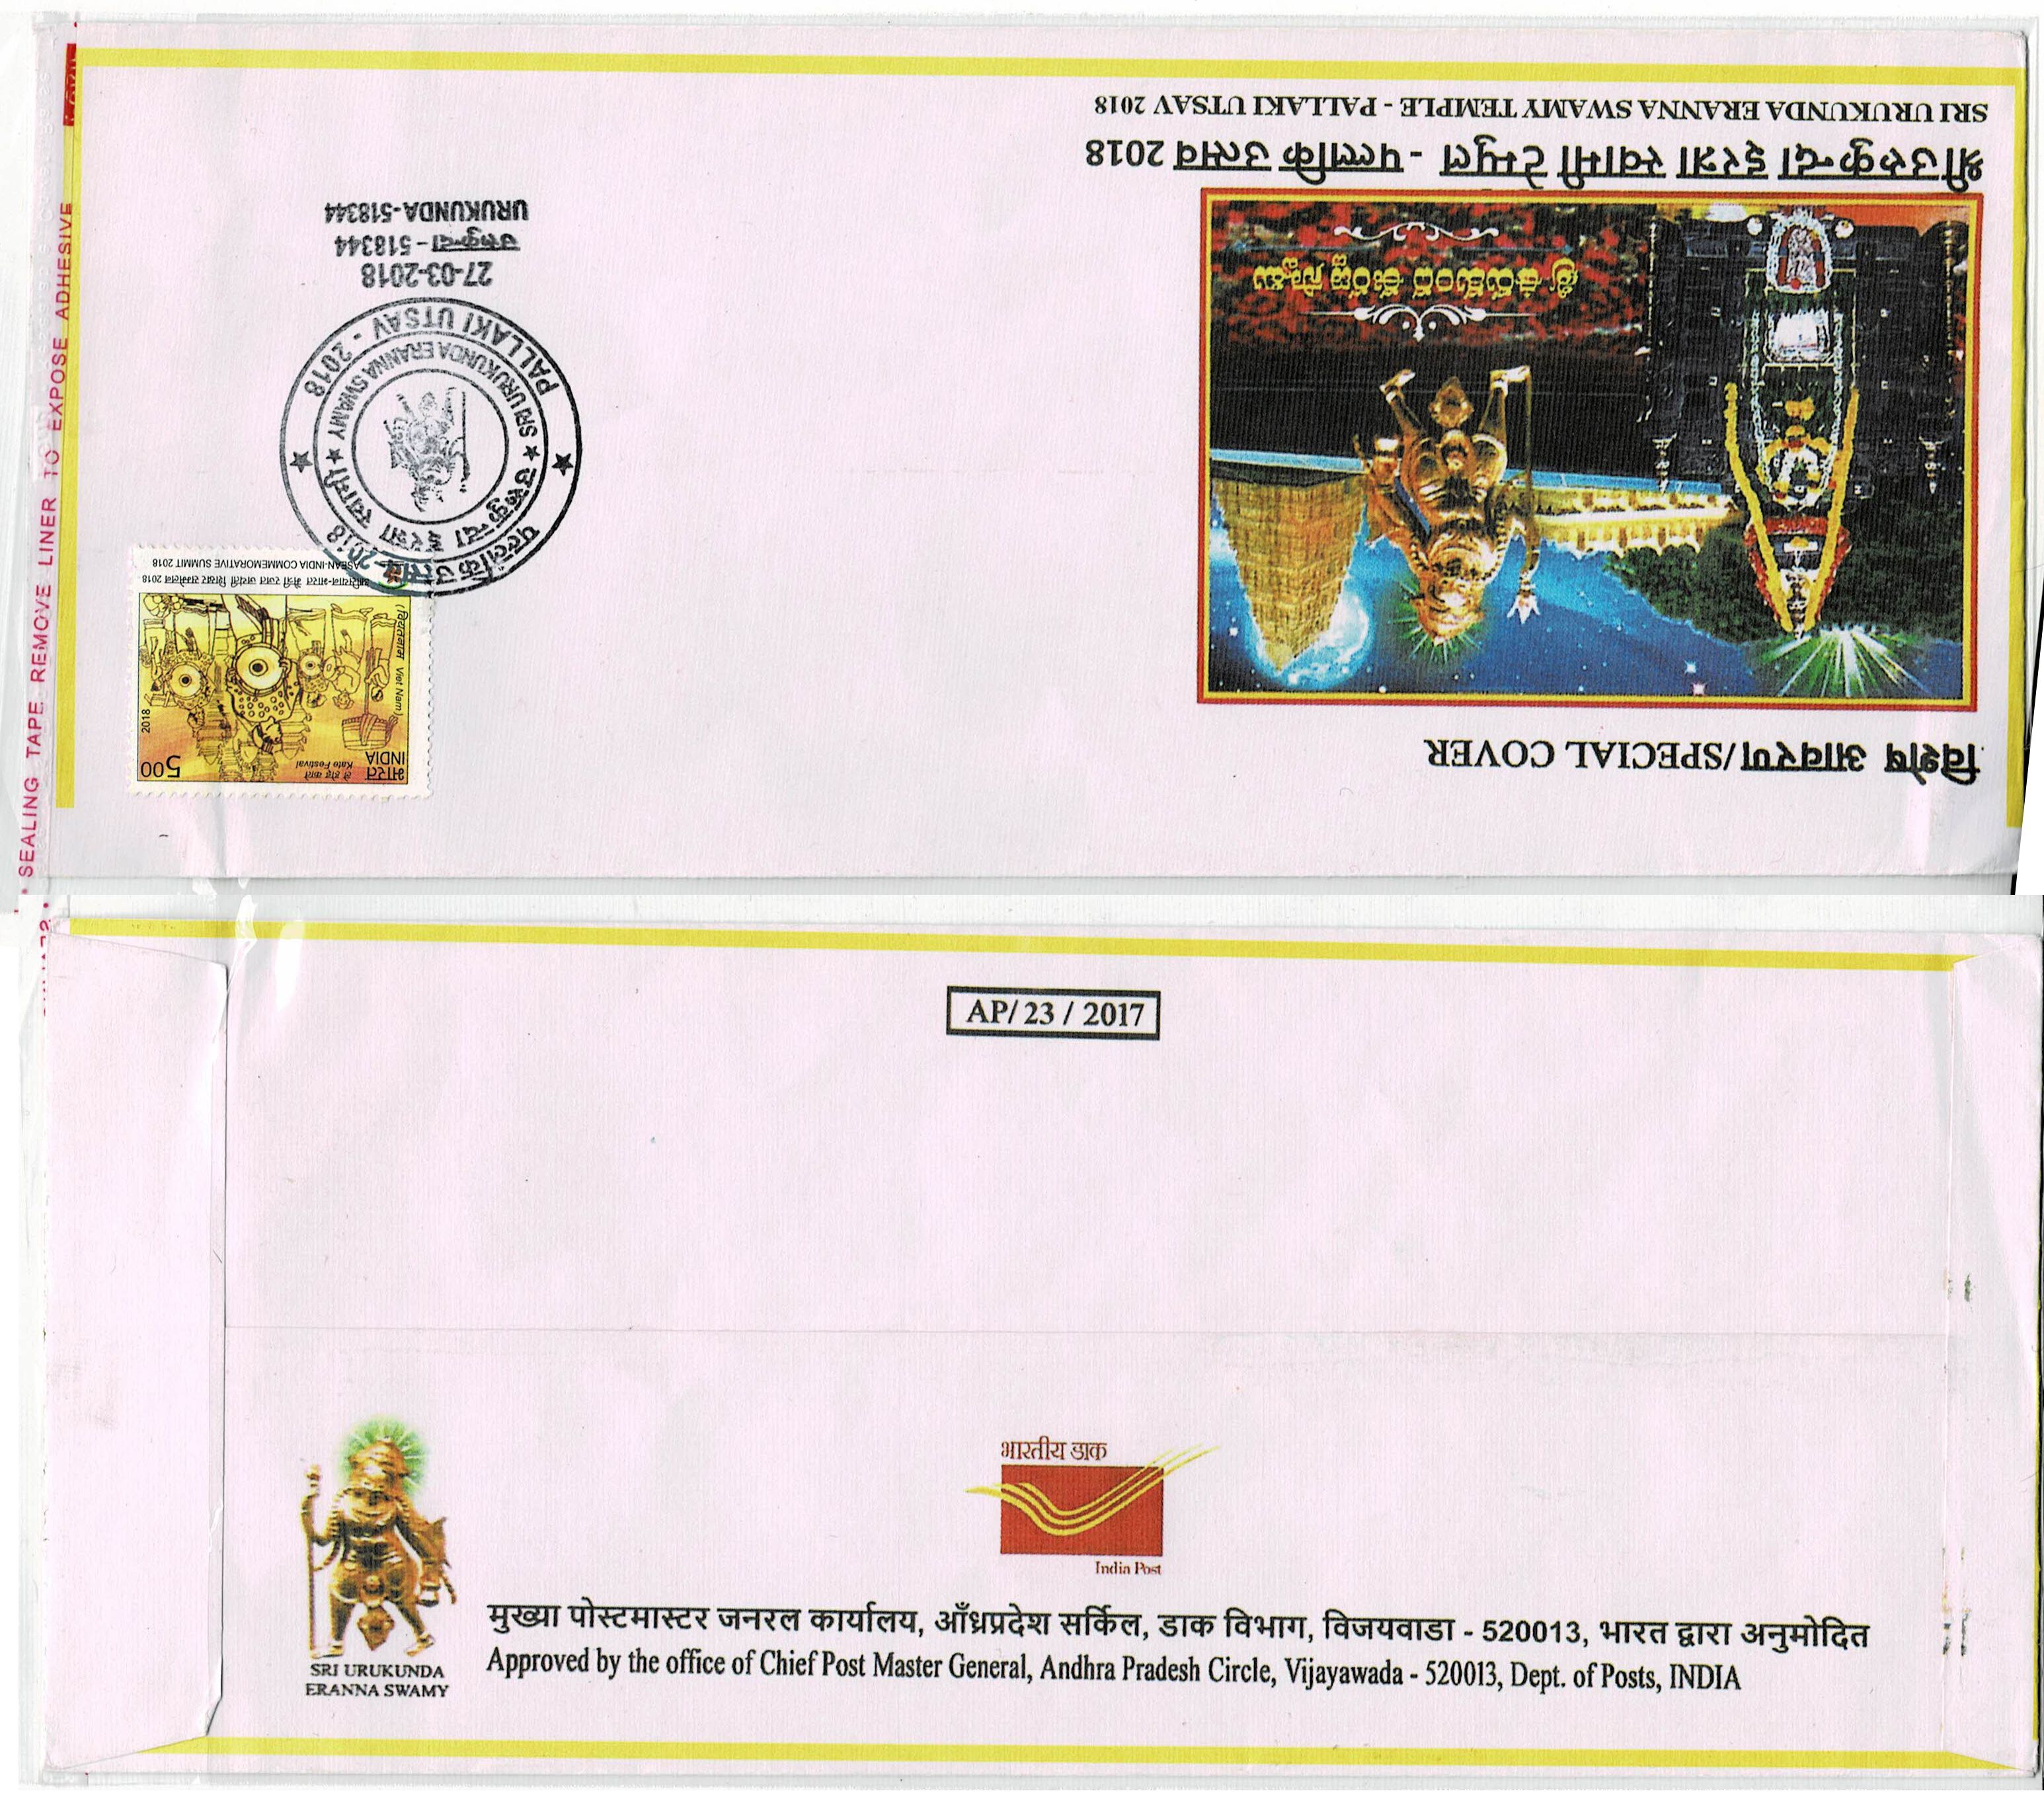 विशेष आवरण/SPECIAL COVER
భారత
भारत
INDIA
5.00
ले होय काते
Kate Festival
(वियतनाम Viet Nam)
2018
आसियान-भारत मैत्री रजत जयंती शिखर सम्मेलन 2018
ASEAN-INDIA COMMEMORATIVE SUMMIT 2018
पल्लकि उत्सव 2018
उरुकुन्दा इरन्ना स्वामी
★ SRI URUKUNDA ERANNA SWAMY ★
PALLAKI UTSAV - 2018
27-03-2018
उरुकुन्दा - 518344
URUKUNDA-518344
श्री उरुकुन्दा इरन्ना स्वामी टेम्पुल - पल्लकि उत्सव 2018
SRI URUKUNDA ERANNA SWAMY TEMPLE - PALLAKI UTSAV 2018
SEALING TAPE REMOVE LINER TO EXPOSE ADHESIVE
AP/ 23 / 2017
भारतीय डाक
India Post
SRI URUKUNDA
ERANNA SWAMY
मुख्या पोस्टमास्टर जनरल कार्यालय, आँध्रप्रदेश सर्किल, डाक विभाग, विजयवाडा - 520013, भारत द्वारा अनुमोदित
Approved by the office of Chief Post Master General, Andhra Pradesh Circle, Vijayawada - 520013, Dept. of Posts, INDIA